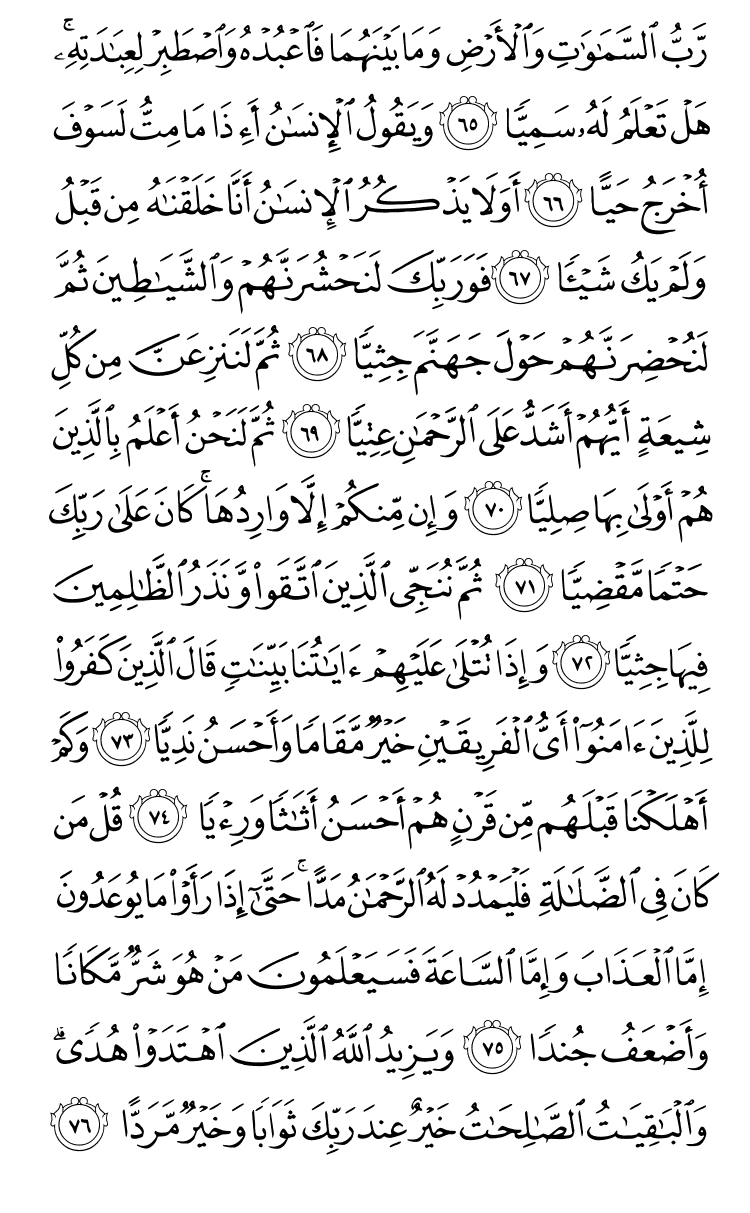 رَّبُّ ٱلسَّمَٰوَٰتِ وَٱلْأَرْضِ وَمَا بَيْنَهُمَا فَٱعْبُدْهُ وَٱصْطَبِرْ لِعِبَٰدَتِهِۦ ۚ
هَلْ تَعْلَمُ لَهُۥ سَمِيًّا ٦٥ وَيَقُولُ ٱلْإِنسَٰنُ أَءِذَا مَا مِتُّ لَسَوْفَ
أُخْرَجُ حَيًّا ٦٦ أَوَلَا يَذْكُرُ ٱلْإِنسَٰنُ أَنَّا خَلَقْنَٰهُ مِن قَبْلُ
وَلَمْ يَكُ شَيْـًٔا ٦٧ فَوَرَبِّكَ لَنَحْشُرَنَّهُمْ وَٱلشَّيَٰطِينَ ثُمَّ
لَنُحْضِرَنَّهُمْ حَوْلَ جَهَنَّمَ جِثِيًّا ٦٨ ثُمَّ لَنَنزِعَنَّ مِن كُلِّ
شِيعَةٍ أَيُّهُمْ أَشَدُّ عَلَى ٱلرَّحْمَٰنِ عِتِيًّا ٦٩ ثُمَّ لَنَحْنُ أَعْلَمُ بِٱلَّذِينَ
هُمْ أَوْلَىٰ بِهَا صِلِيًّا ٧٠ وَإِن مِّنكُمْ إِلَّا وَارِدُهَا ۚ كَانَ عَلَىٰ رَبِّكَ
حَتْمًا مَّقْضِيًّا ٧١ ثُمَّ نُنَجِّى ٱلَّذِينَ ٱتَّقَوا۟ وَّنَذَرُ ٱلظَّٰلِمِينَ
فِيهَا جِثِيًّا ٧٢ وَإِذَا تُتْلَىٰ عَلَيْهِمْ ءَايَٰتُنَا بَيِّنَٰتٍ قَالَ ٱلَّذِينَ كَفَرُوا۟
لِلَّذِينَ ءَامَنُوٓا۟ أَىُّ ٱلْفَرِيقَيْنِ خَيْرٌ مَّقَامًا وَأَحْسَنُ نَدِيًّا ٧٣ وَكَمْ
أَهْلَكْنَا قَبْلَهُم مِّن قَرْنٍ هُمْ أَحْسَنُ أَثَٰثًا وَرِءْيًا ٧٤ قُلْ مَن
كَانَ فِى ٱلضَّلَٰلَةِ فَلْيَمْدُدْ لَهُ ٱلرَّحْمَٰنُ مَدًّا ۚ حَتَّىٰٓ إِذَا رَأَوْا۟ مَا يُوعَدُونَ
إِمَّا ٱلْعَذَابَ وَإِمَّا ٱلسَّاعَةَ فَسَيَعْلَمُونَ مَنْ هُوَ شَرٌّ مَّكَانًا
وَأَضْعَفُ جُندًا ٧٥ وَيَزِيدُ ٱللَّهُ ٱلَّذِينَ ٱهْتَدَوْا۟ هُدًى ۗ
وَٱلْبَٰقِيَٰتُ ٱلصَّٰلِحَٰتُ خَيْرٌ عِندَ رَبِّكَ ثَوَابًا وَخَيْرٌ مَّرَدًّا ٧٦